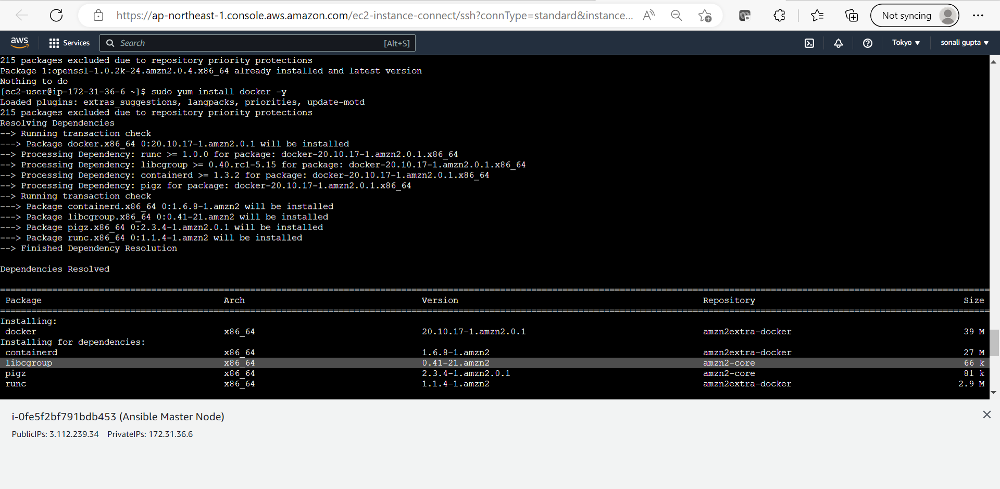 https://ap-northeast-1.console.aws.amazon.com/ec2-instance-connect/ssh?connType=standard&instance...
Not syncing
aws
Services
Search
[Alt+S]
Tokyo
sonali gupta
215 packages excluded due to repository priority protections
Package 1:openssl-1.0.2k-24.amzn2.0.4.x86_64 already installed and latest version
Nothing to do
[ec2-user@ip-172-31-36-6 ~]$ sudo yum install docker -y
Loaded plugins: extras_suggestions, langpacks, priorities, update-motd
215 packages excluded due to repository priority protections
Resolving Dependencies
--> Running transaction check
---> Package docker.x86_64 0:20.10.17-1.amzn2.0.1 will be installed
--> Processing Dependency: runc >= 1.0.0 for package: docker-20.10.17-1.amzn2.0.1.x86_64
--> Processing Dependency: libcgroup >= 0.40.rc1-5.15 for package: docker-20.10.17-1.amzn2.0.1.x86_64
--> Processing Dependency: containerd >= 1.3.2 for package: docker-20.10.17-1.amzn2.0.1.x86_64
--> Processing Dependency: pigz for package: docker-20.10.17-1.amzn2.0.1.x86_64
--> Running transaction check
---> Package containerd.x86_64 0:1.6.8-1.amzn2 will be installed
---> Package libcgroup.x86_64 0:0.41-21.amzn2 will be installed
---> Package pigz.x86_64 0:2.3.4-1.amzn2.0.1 will be installed
---> Package runc.x86_64 0:1.1.4-1.amzn2 will be installed
--> Finished Dependency Resolution
Dependencies Resolved
Package Arch Version Repository Size
Installing:
docker x86_64 20.10.17-1.amzn2.0.1 amzn2extra-docker 39 M
Installing for dependencies:
containerd x86_64 1.6.8-1.amzn2 amzn2extra-docker 27 M
libcgroup x86_64 0.41-21.amzn2 amzn2-core 66 k
pigz x86_64 2.3.4-1.amzn2.0.1 amzn2-core 81 k
runc x86_64 1.1.4-1.amzn2 amzn2extra-docker 2.9 M
i-0fe5f2bf791bdb453 (Ansible Master Node)
PublicIPs: 3.112.239.34 PrivateIPs: 172.31.36.6